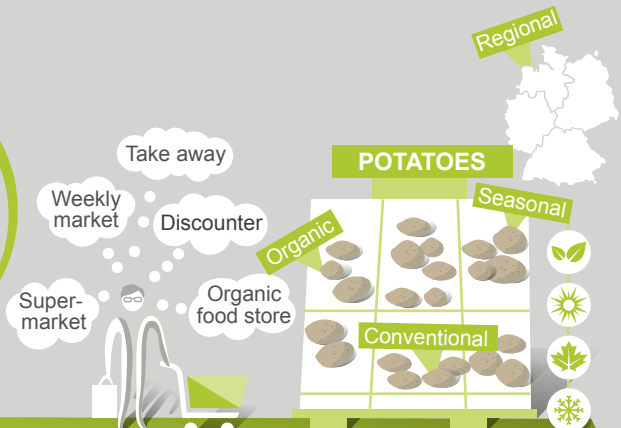 Regional
Take away
POTATOES
Weekly
market
Discounter
Seasonal
Organic
Super-
market
Organic
food store
Conventional